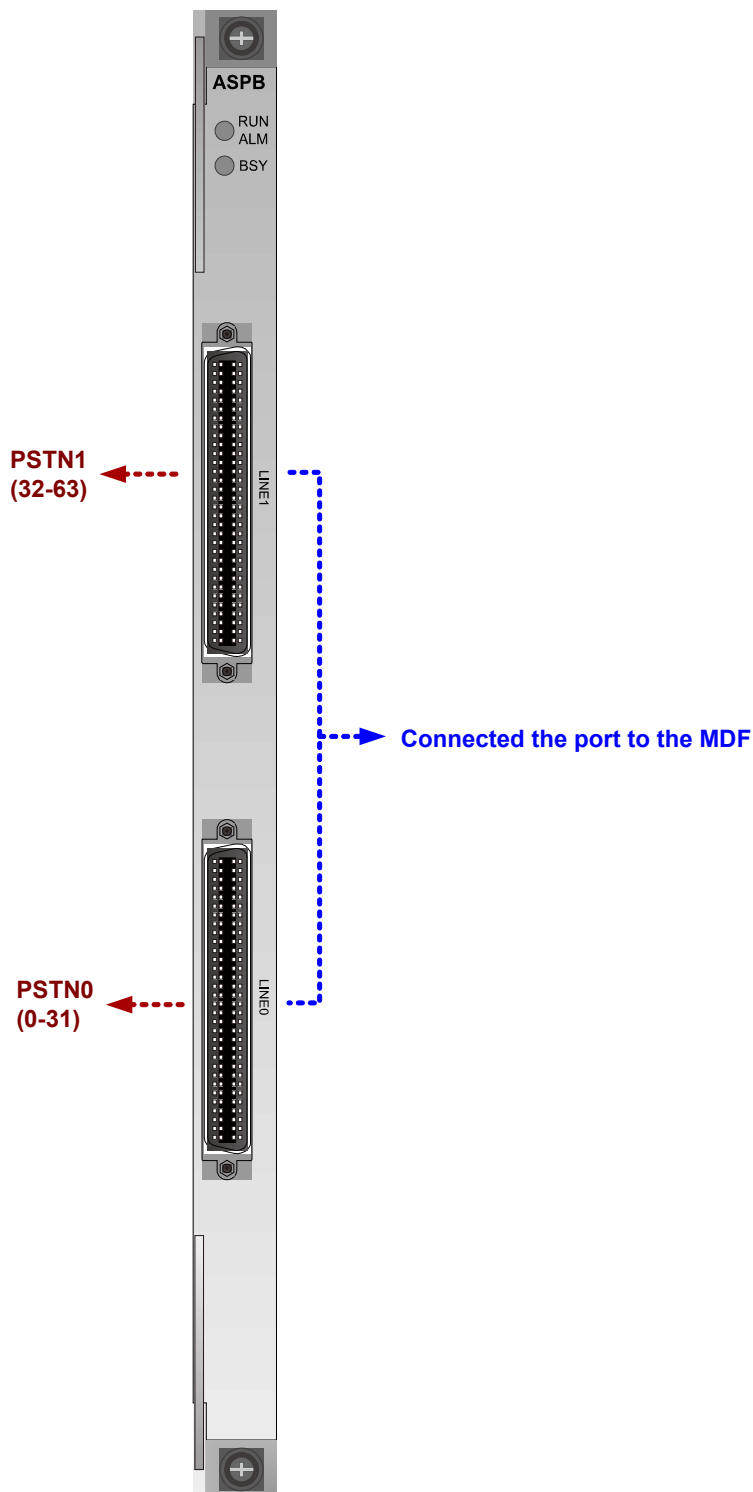 ASPB
RUN
ALM
BSY
LINE1
PSTN1
(32-63)
Connected the port to the MDF
LINE0
PSTN0
(0-31)